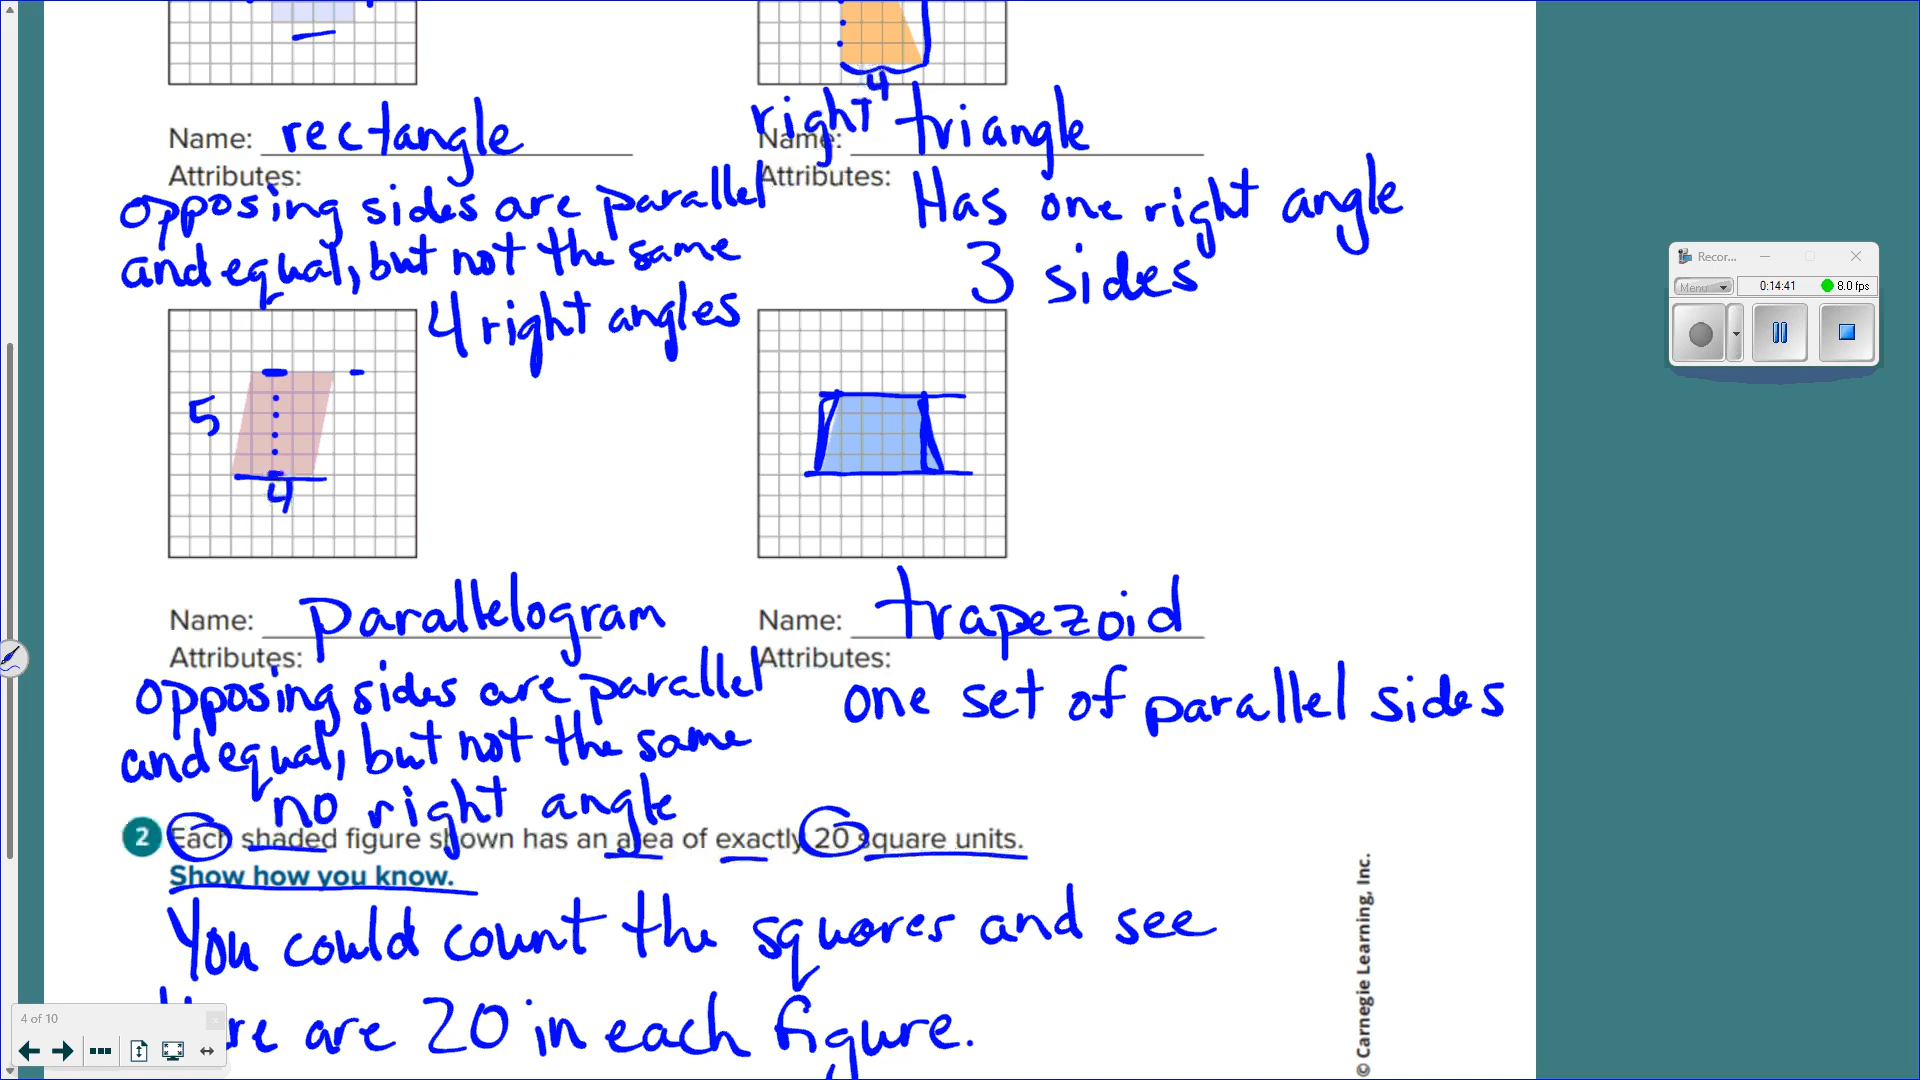 4
Name: rectangle
Name: right triangle
Attributes:
opposing sides are parallel
and equal, but not the same
4 right angles
Attributes:
Has one right angle
3 sides
5
4
Name: parallelogram
Name: trapezoid
Attributes:
opposing sides are parallel
and equal, but not the same
no right angle
Attributes:
one set of parallel sides
2 Each shaded figure shown has an area of exactly 20 square units.
Show how you know.
You could count the squares and see
are 20 in each figure.
© Carnegie Learning, Inc.
Recor...
Menu
0:14:41
8.0 fps
4 of 10